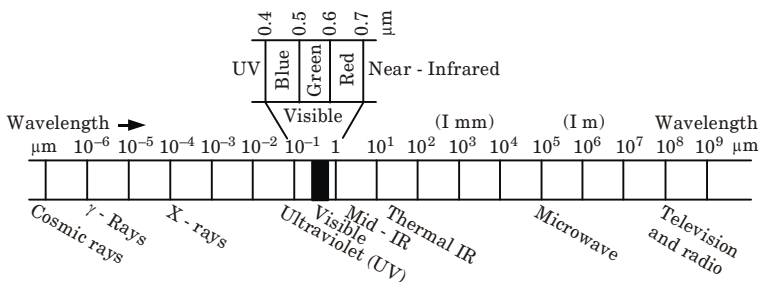 0.4 0.5 0.6 0.7 μm
UV Blue Green Red Near - Infrared
Visible
Wavelength → (I mm) (I m) Wavelength
μm 10⁻⁶ 10⁻⁵ 10⁻⁴ 10⁻³ 10⁻² 10⁻¹ 1 10¹ 10² 10³ 10⁴ 10⁵ 10⁶ 10⁷ 10⁸ 10⁹ μm
Cosmic rays
γ - Rays
X - rays
Ultraviolet (UV)
Visible
Mid - IR
Thermal IR
Microwave
Television
and radio